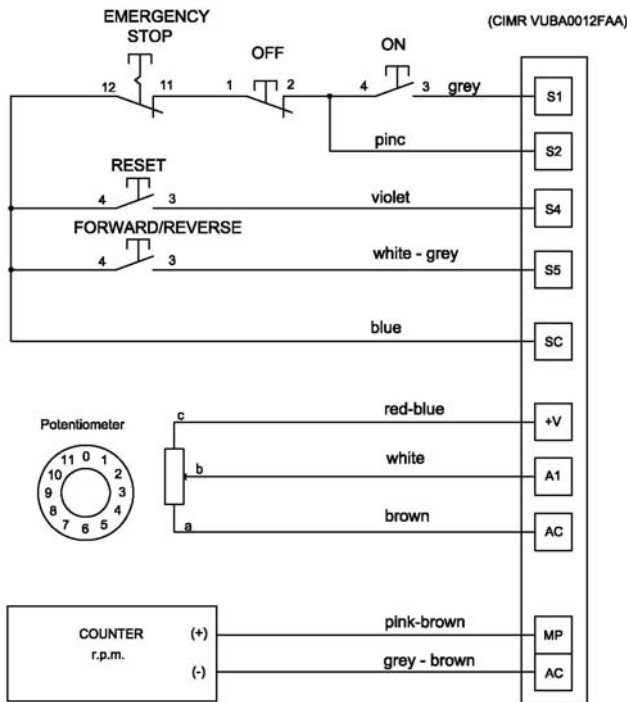 EMERGENCY
STOP
(CIMR VUBA0012FAA)
OFF
ON
12
11
1
2
4
3
grey
S1
pinc
S2
RESET
4
3
violet
S4
FORWARD/REVERSE
4
3
white - grey
S5
blue
SC
Potentiometer
c
red-blue
+V
11 0 1
10 2
9 3
8 4
7 6 5
b
white
A1
a
brown
AC
COUNTER
r.p.m.
(+)
pink-brown
MP
(-)
grey - brown
AC